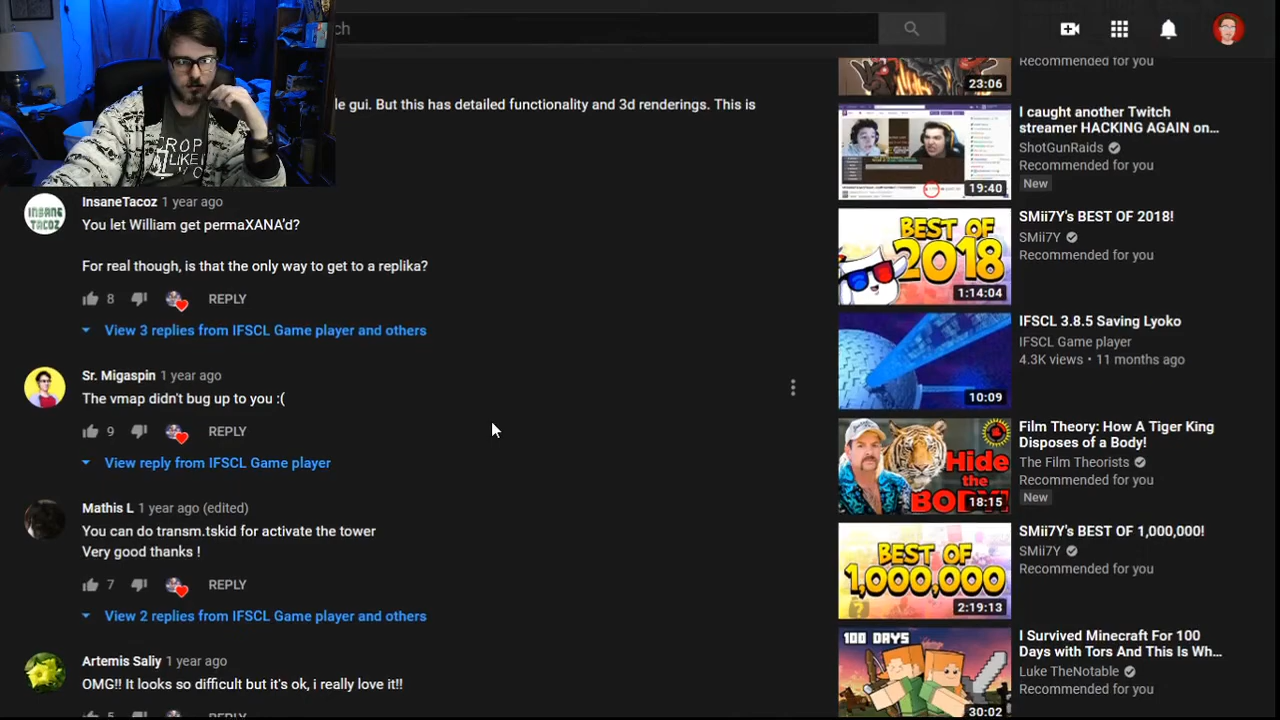 ch
le gui. But this has detailed functionality and 3d renderings. This is
DROP
LIKE
InsaneTacoz 1 year ago
You let William get permaXANA'd?
For real though, is that the only way to get to a replika?
8 REPLY
View 3 replies from IFSCL Game player and others
INSANE
TACOZ
Sr. Migaspin 1 year ago
The vmap didn't bug up to you :(
9 REPLY
View reply from IFSCL Game player
Mathis L 1 year ago (edited)
You can do transm.tskid for activate the tower
Very good thanks !
7 REPLY
View 2 replies from IFSCL Game player and others
Artemis Saliy 1 year ago
OMG!! It looks so difficult but it's ok, i really love it!!
5 REPLY
23:06
Recommended for you
19:40
I caught another Twitch
streamer HACKING AGAIN on...
ShotGunRaids
Recommended for you
New
BEST OF
2018
1:14:04
SMii7Y's BEST OF 2018!
SMii7Y
Recommended for you
10:09
IFSCL 3.8.5 Saving Lyoko
IFSCL Game player
4.3K views • 11 months ago
Hide
the
BODY!
18:15
Film Theory: How A Tiger King
Disposes of a Body!
The Film Theorists
Recommended for you
New
BEST OF
1,000,000
2:19:13
SMii7Y's BEST OF 1,000,000!
SMii7Y
Recommended for you
100 DAYS
30:02
I Survived Minecraft For 100
Days with Tors And This Is Wh...
Luke TheNotable
Recommended for you